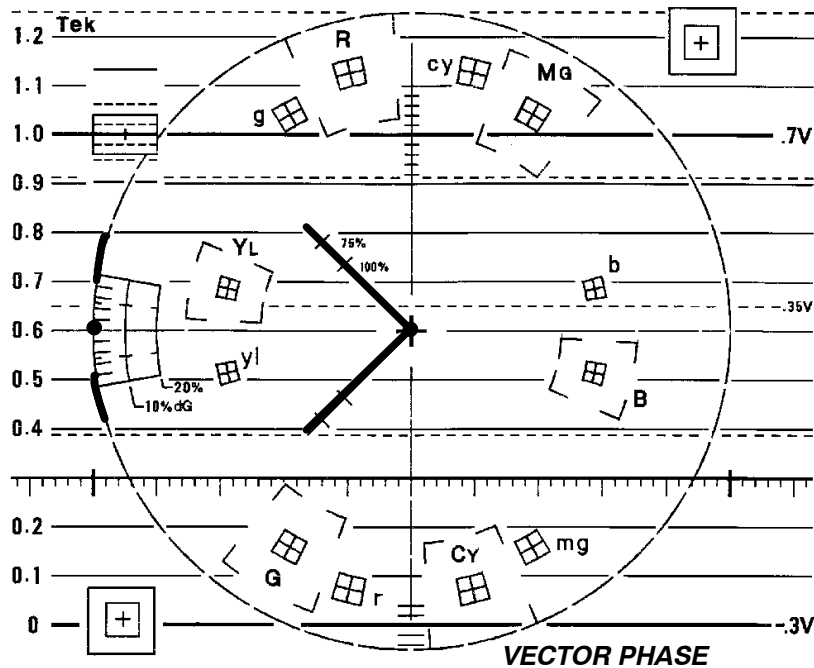 1.2 Tek
R
cy
MG
1.1
g
1.0
.7V
0.9
0.8
75%
YL
100%
b
0.7
.35V
0.6
yl
0.5
20%
B
10% dG
0.4
0.2
G
CY
mg
0.1
r
0
.3V
VECTOR PHASE